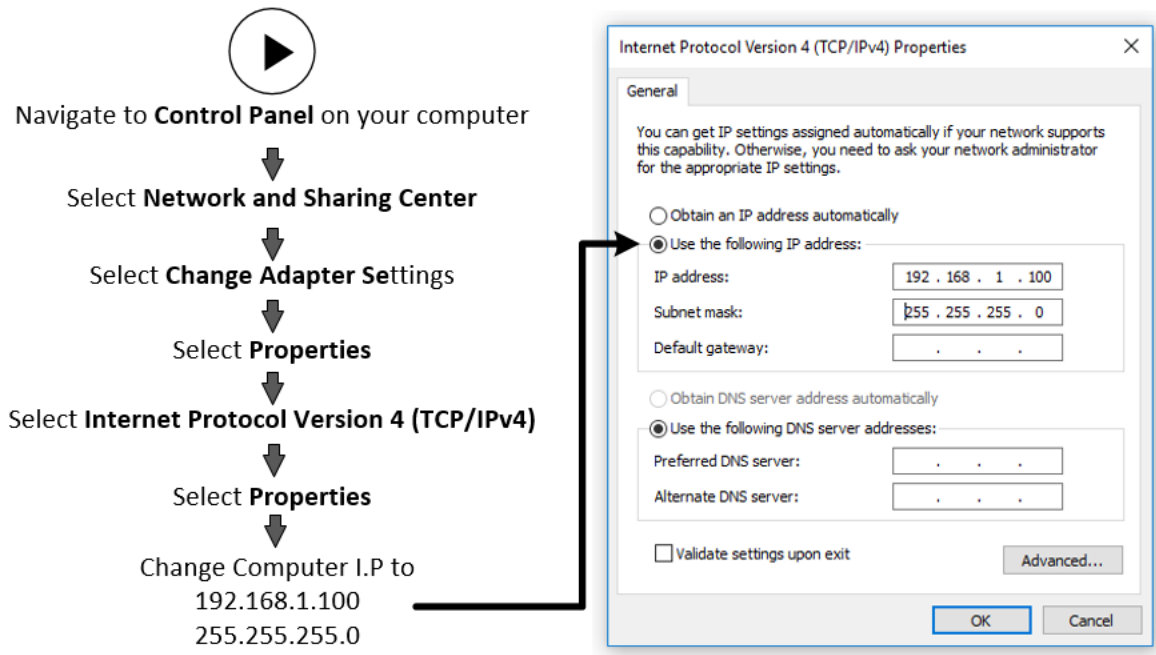 Navigate to Control Panel on your computer
Select Network and Sharing Center
Select Change Adapter Settings
Select Properties
Select Internet Protocol Version 4 (TCP/IPv4)
Select Properties
Change Computer I.P to
192.168.1.100
255.255.255.0
Internet Protocol Version 4 (TCP/IPv4) Properties
General
You can get IP settings assigned automatically if your network supports
this capability. Otherwise, you need to ask your network administrator
for the appropriate IP settings.
Obtain an IP address automatically
Use the following IP address:
IP address: 192 . 168 . 1 . 100
Subnet mask: 255 . 255 . 255 . 0
Default gateway: . . .
Obtain DNS server address automatically
Use the following DNS server addresses:
Preferred DNS server: . . .
Alternate DNS server: . . .
Validate settings upon exit
Advanced...
OK Cancel